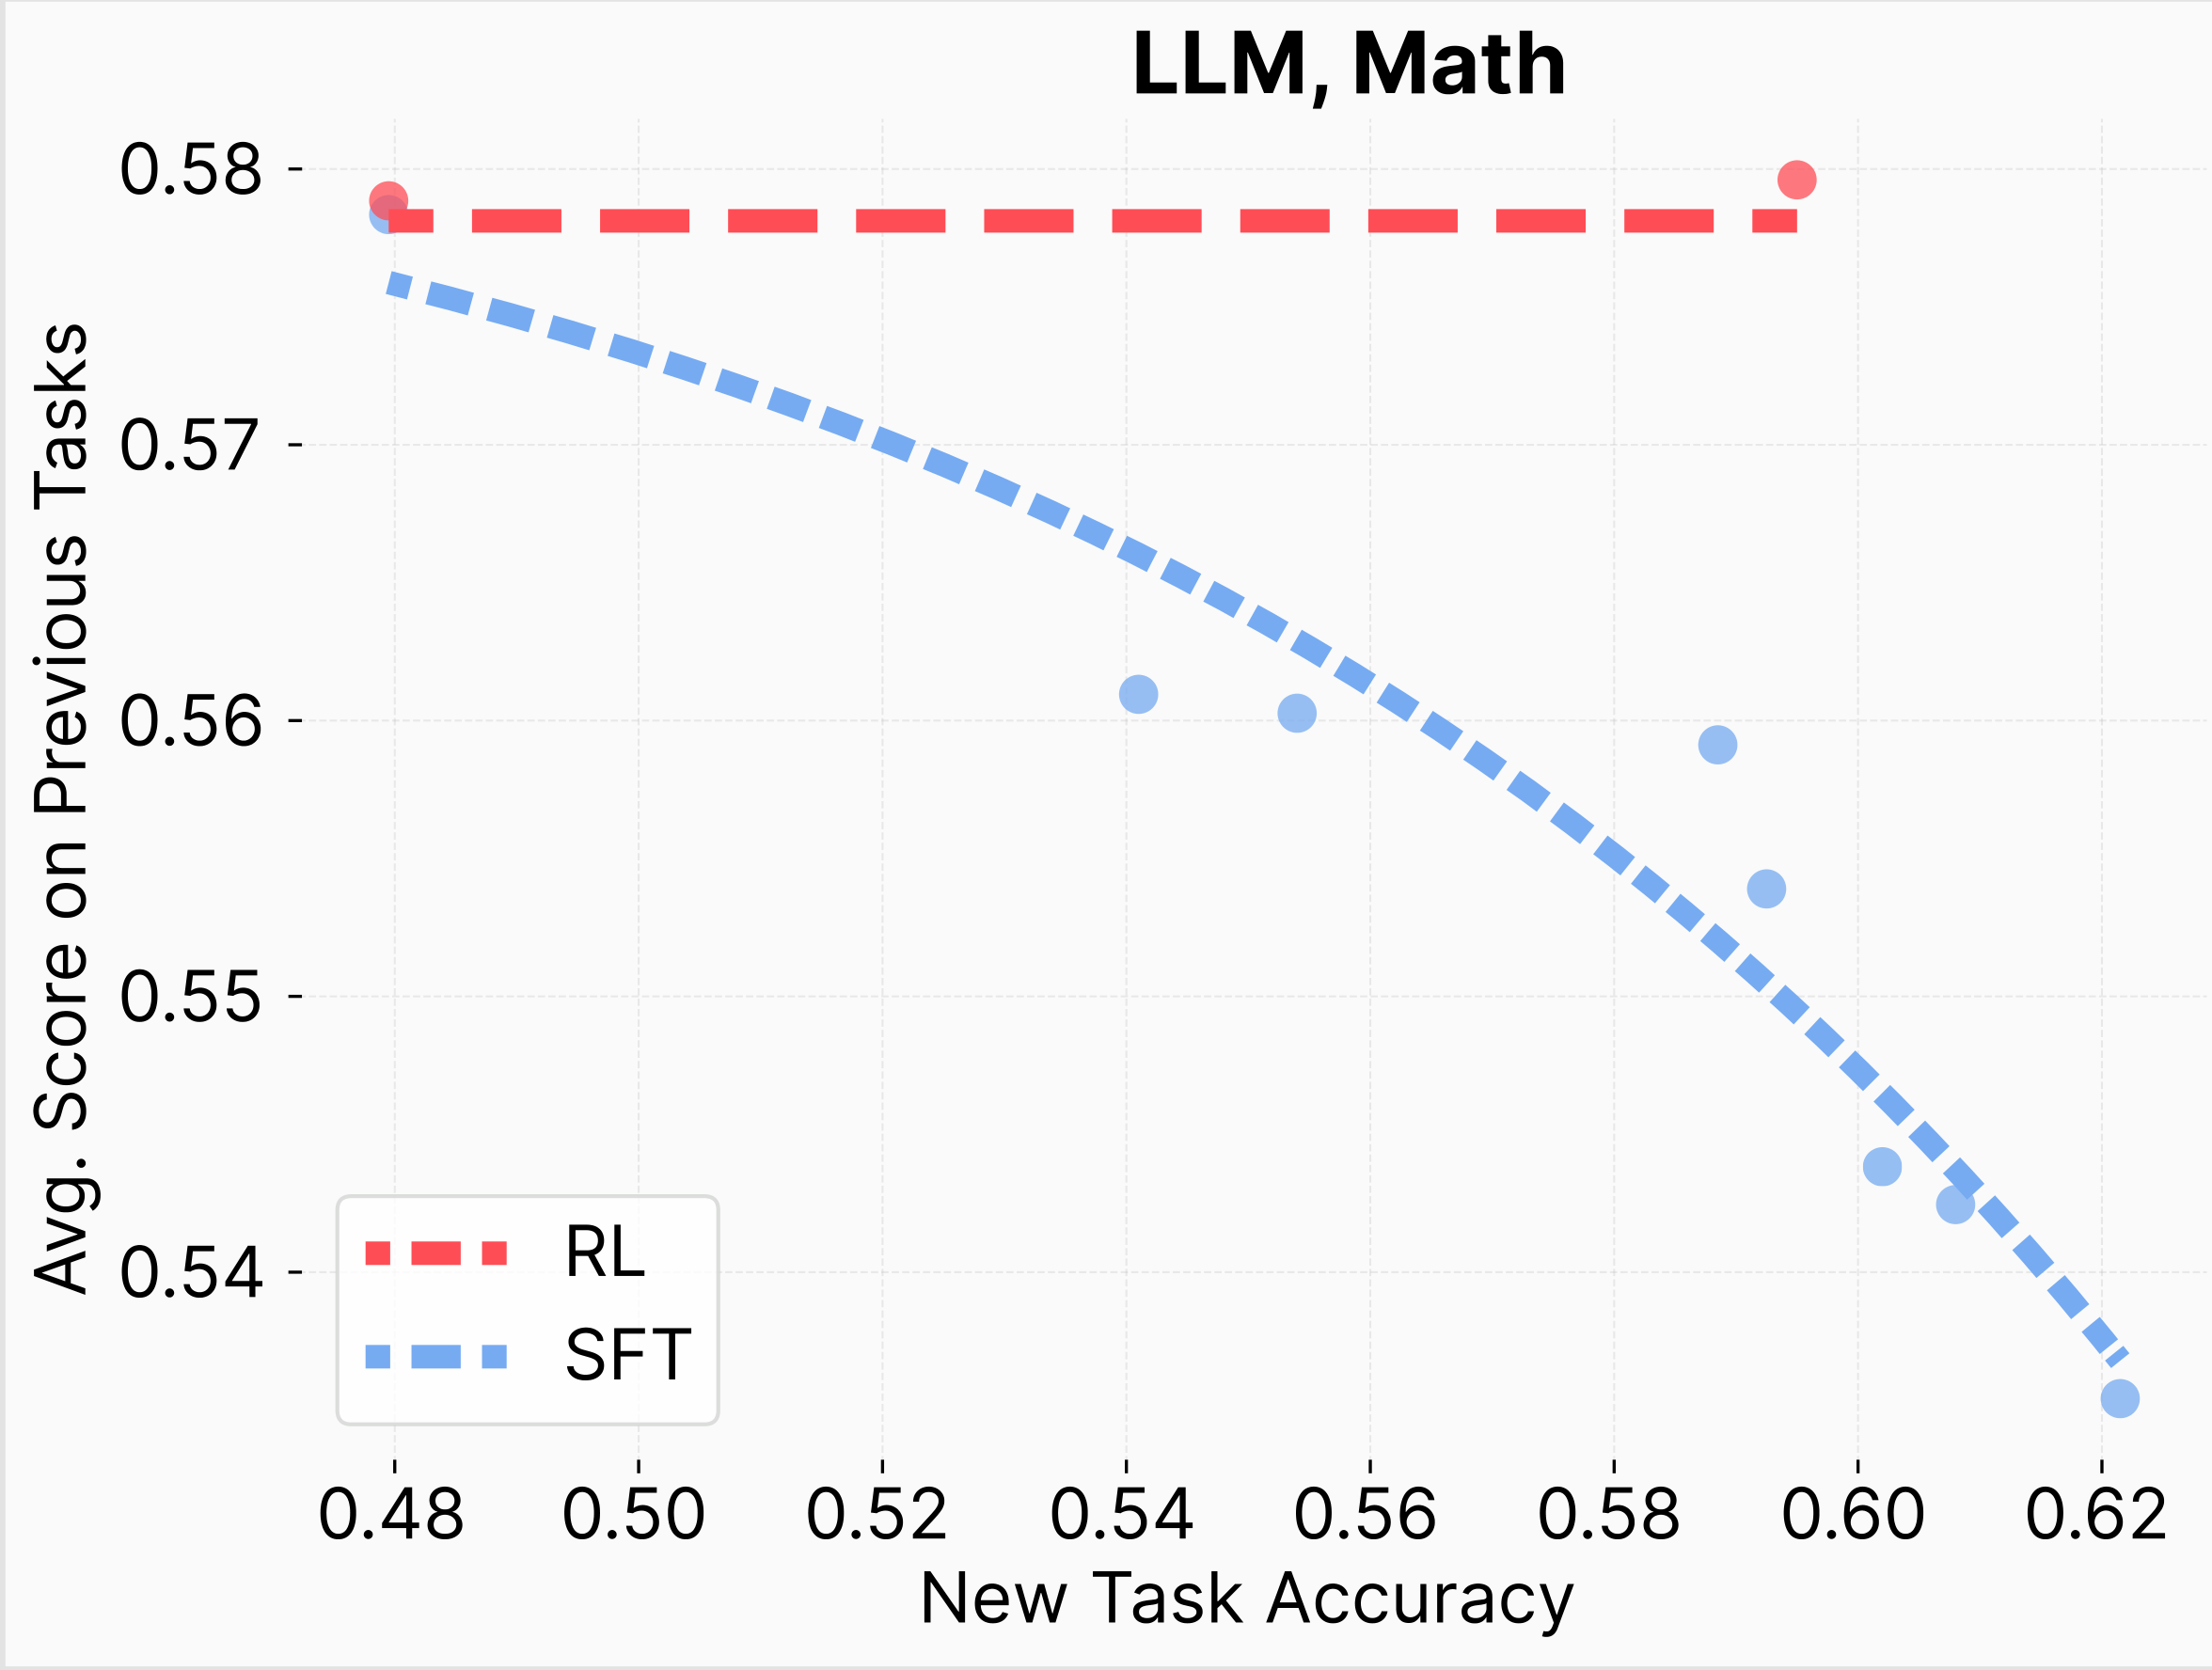 LLM, Math
Avg. Score on Previous Tasks
0.58
0.57
0.56
0.55
0.54
RL
SFT
0.48 0.50 0.52 0.54 0.56 0.58 0.60 0.62
New Task Accuracy